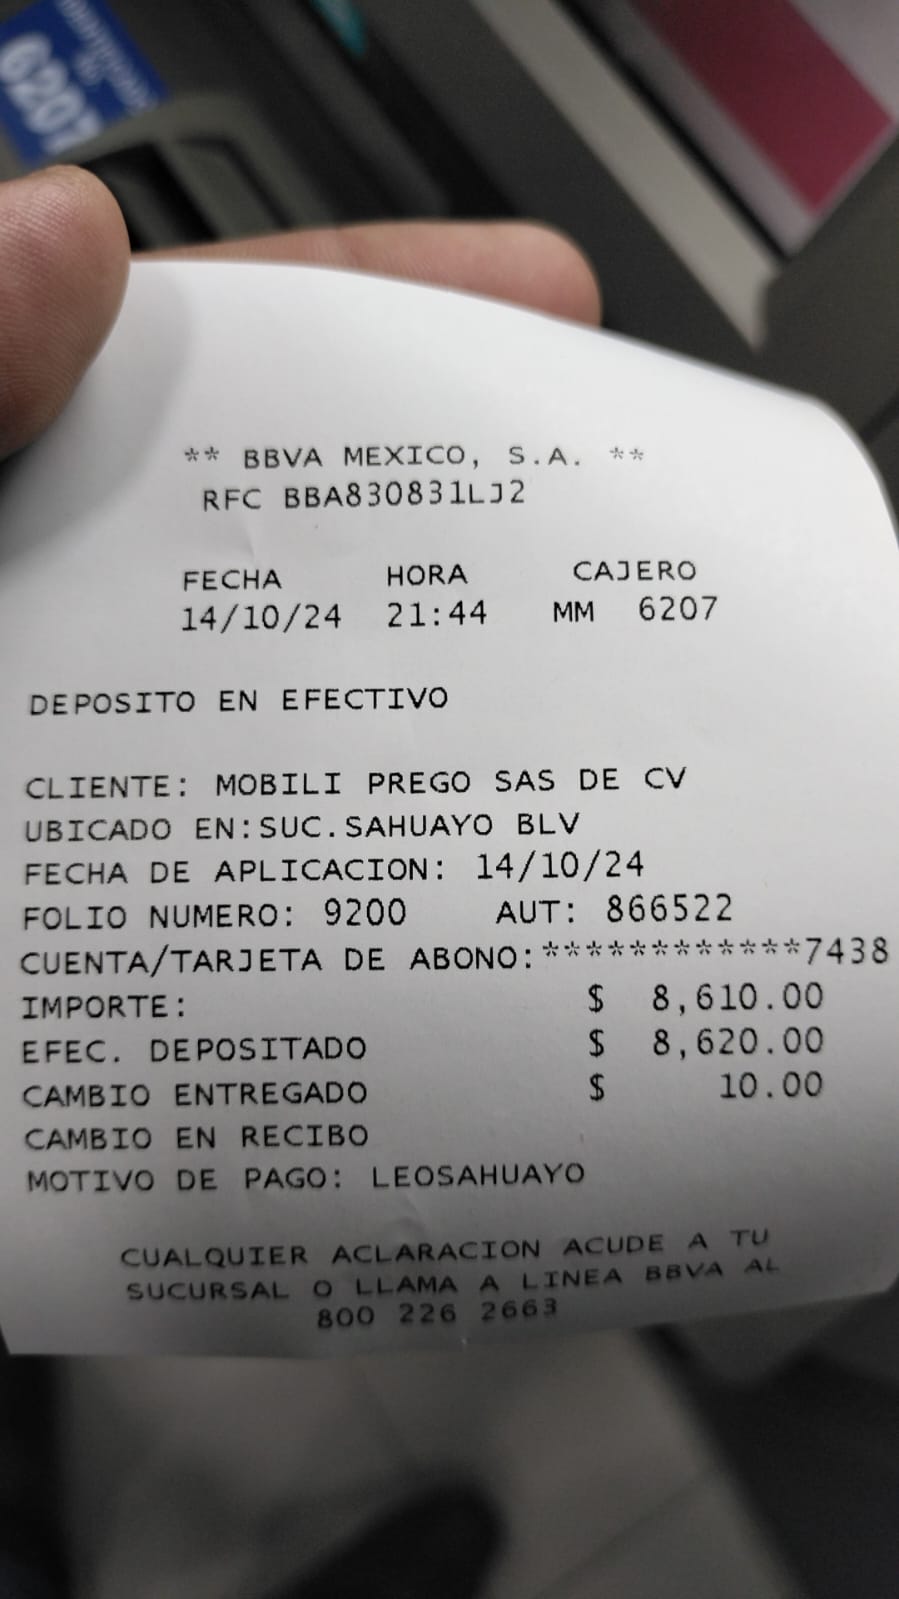 6207
** BBVA MEXICO, S.A. **
RFC BBA830831LJ2
FECHA HORA CAJERO
14/10/24 21:44 MM 6207
DEPOSITO EN EFECTIVO
CLIENTE: MOBILI PREGO SAS DE CV
UBICADO EN:SUC.SAHUAYO BLV
FECHA DE APLICACION: 14/10/24
FOLIO NUMERO: 9200 AUT: 866522
CUENTA/TARJETA DE ABONO:************7438
IMPORTE: $ 8,610.00
EFEC. DEPOSITADO $ 8,620.00
CAMBIO ENTREGADO $ 10.00
CAMBIO EN RECIBO
MOTIVO DE PAGO: LEOSAHUAYO
CUALQUIER ACLARACION ACUDE A TU
SUCURSAL O LLAMA A LINEA BBVA AL
800 226 2663